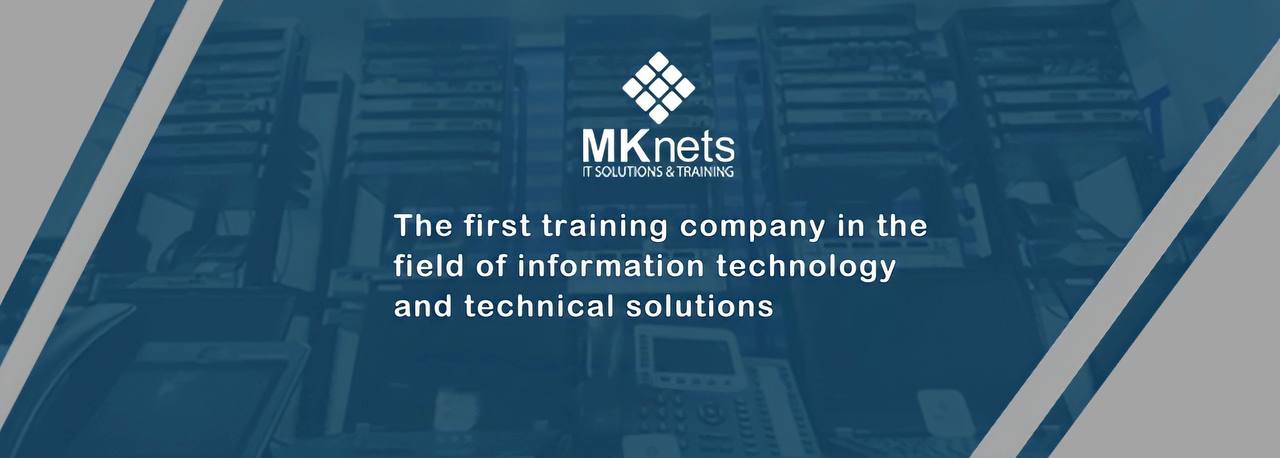 MKnets
IT SOLUTIONS & TRAINING
The first training company in the
field of information technology
and technical solutions